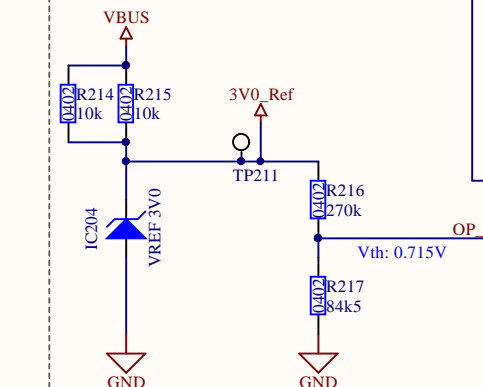 VBUS
0402
R214
10k
0402
R215
10k
3V0_Ref
TP211
IC204
VREF 3V0
0402
R216
270k
OP_
Vth: 0.715V
0402
R217
84k5
GND
GND